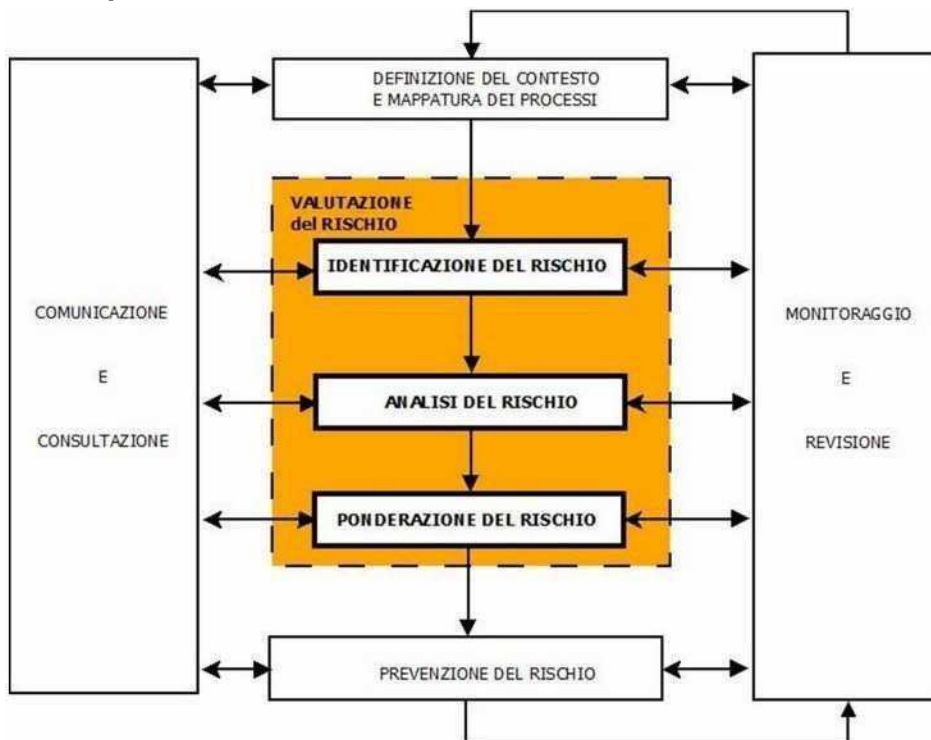 DEFINIZIONE DEL CONTESTO
E MAPPATURA DEI PROCESSI
VALUTAZIONE
del RISCHIO
IDENTIFICAZIONE DEL RISCHIO
COMUNICAZIONE
E
CONSULTAZIONE
MONITORAGGIO
E
REVISIONE
ANALISI DEL RISCHIO
PONDERAZIONE DEL RISCHIO
PREVENZIONE DEL RISCHIO